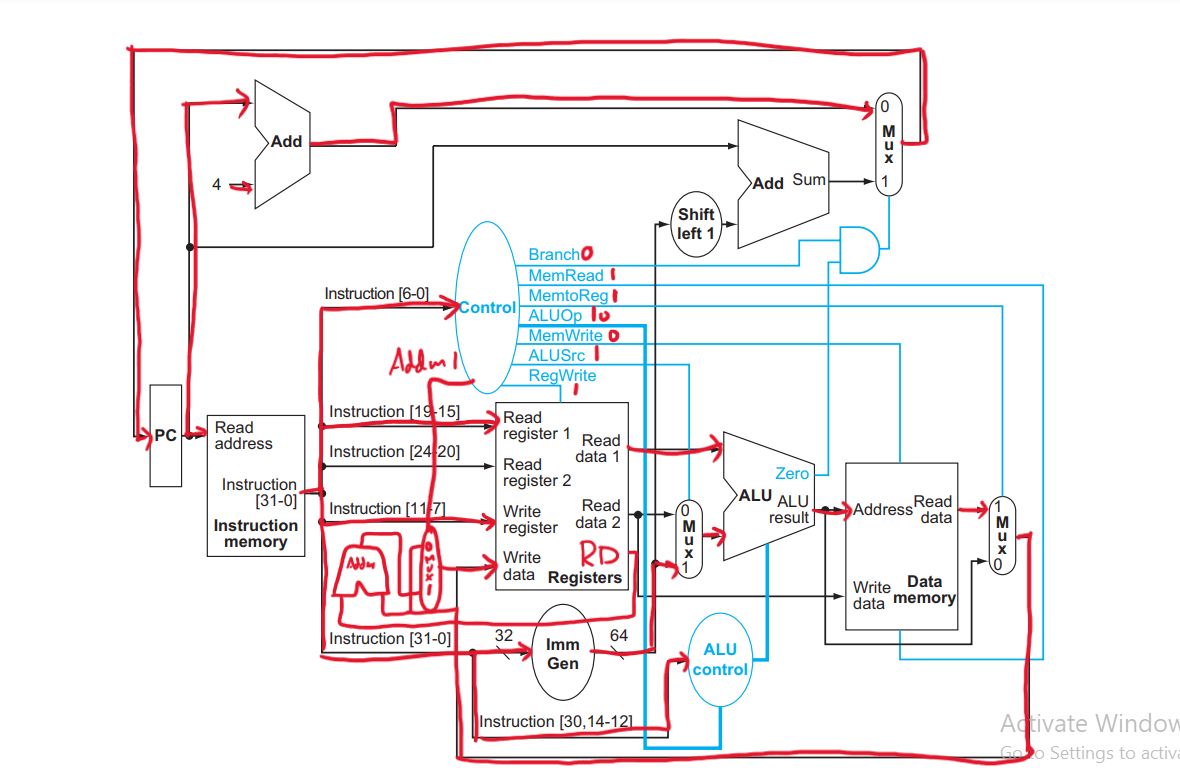 Add
4
0
M
u
x
1
Add Sum
Shift
left 1
Branch 0
MemRead 1
MemtoReg 1
ALUOp 10
MemWrite 0
ALUSrc 1
RegWrite
1
Instruction [6-0]
Control
Addm 1
Instruction [19-15]
Instruction [24-20]
Instruction [11-7]
PC
Read
address
Instruction
[31-0]
Instruction
memory
Read
register 1
Read
data 1
Read
register 2
Write
register
Read
data 2
Write
data
RD
Registers
Addm
0
M
u
x
1
0
M
u
x
1
Zero
ALU
ALU
result
Address
Read
data
Write
data
Data
memory
1
M
u
x
0
Instruction [31-0]
32
Imm
Gen
64
ALU
control
Instruction [30,14-12]
Activate Window
Go to Settings to activa